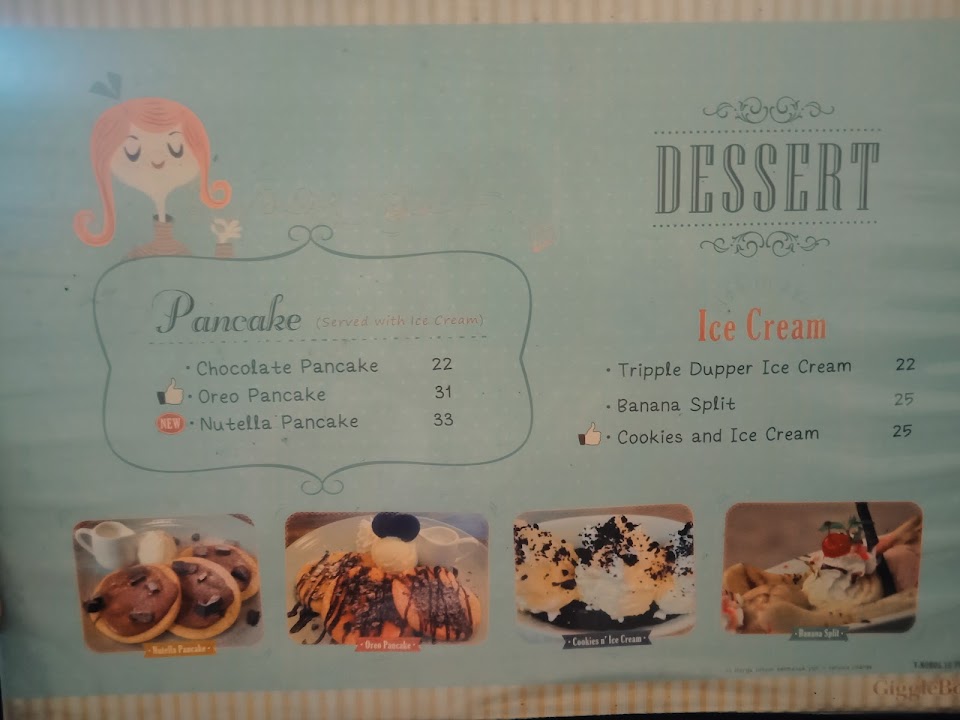 DESSERT
Pancake (Served with Ice Cream)
· Chocolate Pancake 22
· Oreo Pancake 31
NEW · Nutella Pancake 33
Ice Cream
· Tripple Dupper Ice Cream 22
· Banana Split 25
· Cookies and Ice Cream 25
· Nutella Pancake ·
· Oreo Pancake ·
· Cookies n' Ice Cream ·
· Banana Split ·